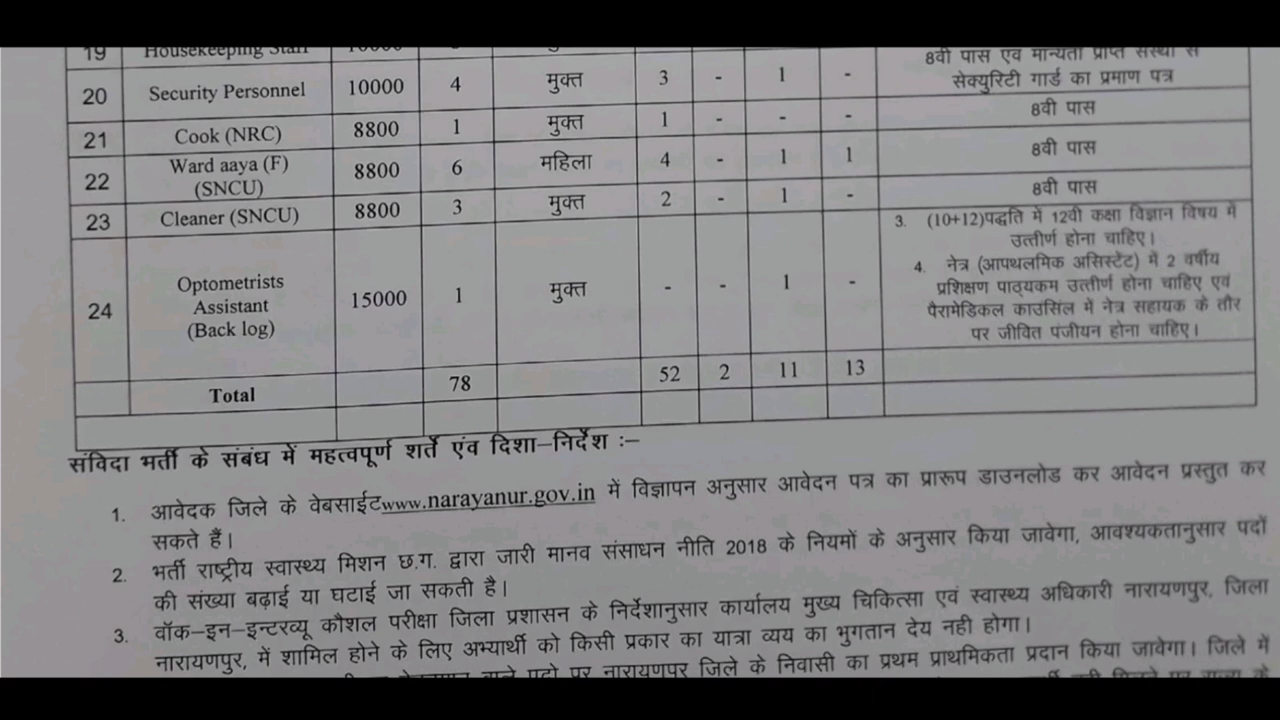 19 Housekeeping Staff 10000 मुक्त 8वी पास एवं मान्यता प्राप्त संस्था से
20 Security Personnel 10000 4 मुक्त 3 - 1 - सेक्युरिटी गार्ड का प्रमाण पत्र
21 Cook (NRC) 8800 1 मुक्त 1 - - - 8वी पास
22 Ward aaya (F) 8800 6 महिला 4 - 1 1 8वी पास
(SNCU)
23 Cleaner (SNCU) 8800 3 मुक्त 2 - 1 - 8वी पास
3. (10+12)पद्धति में 12वी कक्षा विज्ञान विषय में
उत्तीर्ण होना चाहिए।
24 Optometrists 15000 1 मुक्त - - 1 - 4. नेत्र (आपथलमिक असिस्टेंट) में 2 वर्षीय
Assistant प्रशिक्षण पाठ्यकम उत्तीर्ण होना चाहिए एवं
(Back log) पैरामेडिकल काउंसिल में नेत्र सहायक के तौर
पर जीवित पंजीयन होना चाहिए।
Total 78 52 2 11 13
संविदा भर्ती के संबंध में महत्वपूर्ण शर्ते एंव दिशा-निर्देश :-
1. आवेदक जिले के वेबसाईटwww.narayanur.gov.in में विज्ञापन अनुसार आवेदन पत्र का प्रारूप डाउनलोड कर आवेदन प्रस्तुत कर
सकते हैं।
2. भर्ती राष्ट्रीय स्वास्थ्य मिशन छ.ग. द्वारा जारी मानव संसाधन नीति 2018 के नियमों के अनुसार किया जावेगा, आवश्यकतानुसार पदों
की संख्या बढ़ाई या घटाई जा सकती है।
3. वॉक-इन-इन्टरव्यू कौशल परीक्षा जिला प्रशासन के निर्देशानुसार कार्यालय मुख्य चिकित्सा एवं स्वास्थ्य अधिकारी नारायणपुर, जिला
नारायणपुर, में शामिल होने के लिए अभ्यार्थी को किसी प्रकार का यात्रा व्यय का भुगतान देय नही होगा।
वाले पदो पर नारायणपुर जिले के निवासी का प्रथम प्राथमिकता प्रदान किया जावेगा। जिले में